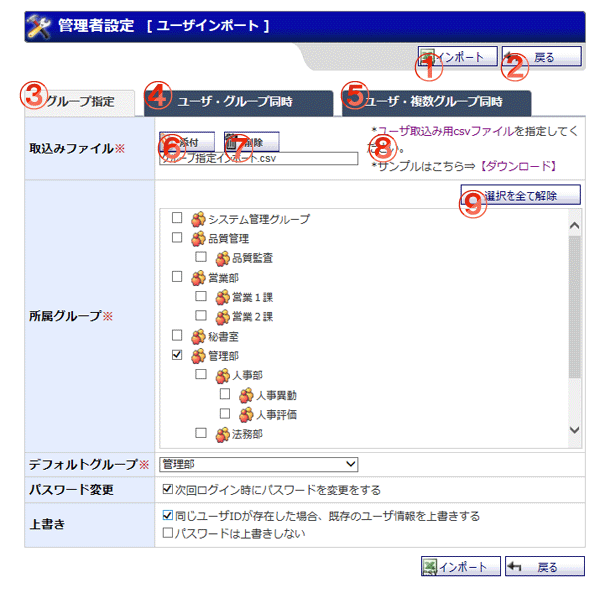 管理者設定 [ ユーザインポート ]
①インポート ②戻る
③グループ指定 ④ユーザ・グループ同時 ⑤ユーザ・複数グループ同時
取込みファイル※
⑥添付 ⑦削除 ⑧
グループ指定インポート.csv
*ユーザ取込み用csvファイルを指定してください。
*サンプルはこちら⇒【ダウンロード】
⑨選択を全て解除
所属グループ※
システム管理グループ
品質管理
品質監査
営業部
営業1課
営業2課
秘書室
管理部
人事部
人事異動
人事評価
法務部
デフォルトグループ※ 管理部
パスワード変更 次回ログイン時にパスワードを変更をする
上書き
同じユーザIDが存在した場合、既存のユーザ情報を上書きする
パスワードは上書きしない
インポート 戻る